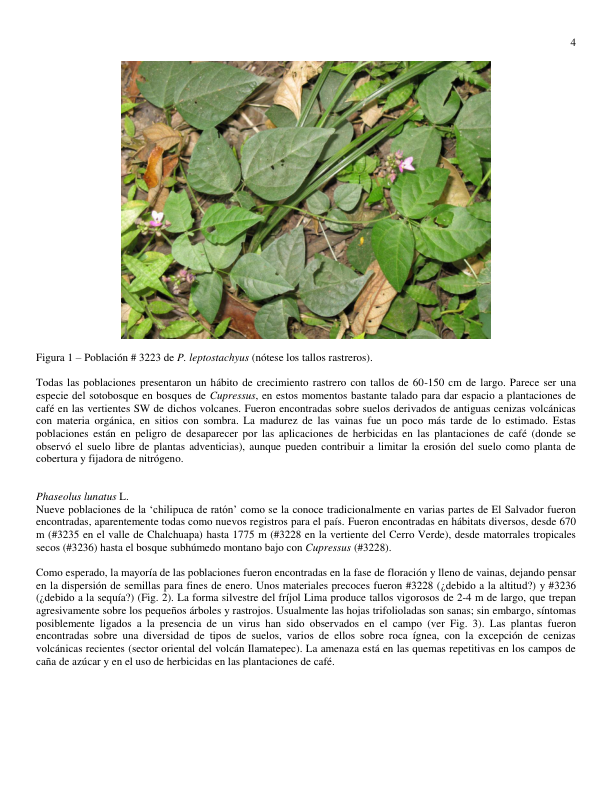 4
Figura 1 – Población # 3223 de P. leptostachyus (nótese los tallos rastreros).
Todas las poblaciones presentaron un hábito de crecimiento rastrero con tallos de 60-150 cm de largo. Parece ser una
especie del sotobosque en bosques de Cupressus, en estos momentos bastante talado para dar espacio a plantaciones de
café en las vertientes SW de dichos volcanes. Fueron encontradas sobre suelos derivados de antiguas cenizas volcánicas
con materia orgánica, en sitios con sombra. La madurez de las vainas fue un poco más tarde de lo estimado. Estas
poblaciones están en peligro de desaparecer por las aplicaciones de herbicidas en las plantaciones de café (donde se
observó el suelo libre de plantas adventicias), aunque pueden contribuir a limitar la erosión del suelo como planta de
cobertura y fijadora de nitrógeno.
Phaseolus lunatus L.
Nueve poblaciones de la ‘chilipuca de ratón’ como se la conoce tradicionalmente en varias partes de El Salvador fueron
encontradas, aparentemente todas como nuevos registros para el país. Fueron encontradas en hábitats diversos, desde 670
m (#3235 en el valle de Chalchuapa) hasta 1775 m (#3228 en la vertiente del Cerro Verde), desde matorrales tropicales
secos (#3236) hasta el bosque subhúmedo montano bajo con Cupressus (#3228).
Como esperado, la mayoría de las poblaciones fueron encontradas en la fase de floración y lleno de vainas, dejando pensar
en la dispersión de semillas para fines de enero. Unos materiales precoces fueron #3228 (¿debido a la altitud?) y #3236
(¿debido a la sequía?) (Fig. 2). La forma silvestre del fríjol Lima produce tallos vigorosos de 2-4 m de largo, que trepan
agresivamente sobre los pequeños árboles y rastrojos. Usualmente las hojas trifolioladas son sanas; sin embargo, síntomas
posiblemente ligados a la presencia de un virus han sido observados en el campo (ver Fig. 3). Las plantas fueron
encontradas sobre una diversidad de tipos de suelos, varios de ellos sobre roca ígnea, con la excepción de cenizas
volcánicas recientes (sector oriental del volcán Ilamatepec). La amenaza está en las quemas repetitivas en los campos de
caña de azúcar y en el uso de herbicidas en las plantaciones de café.